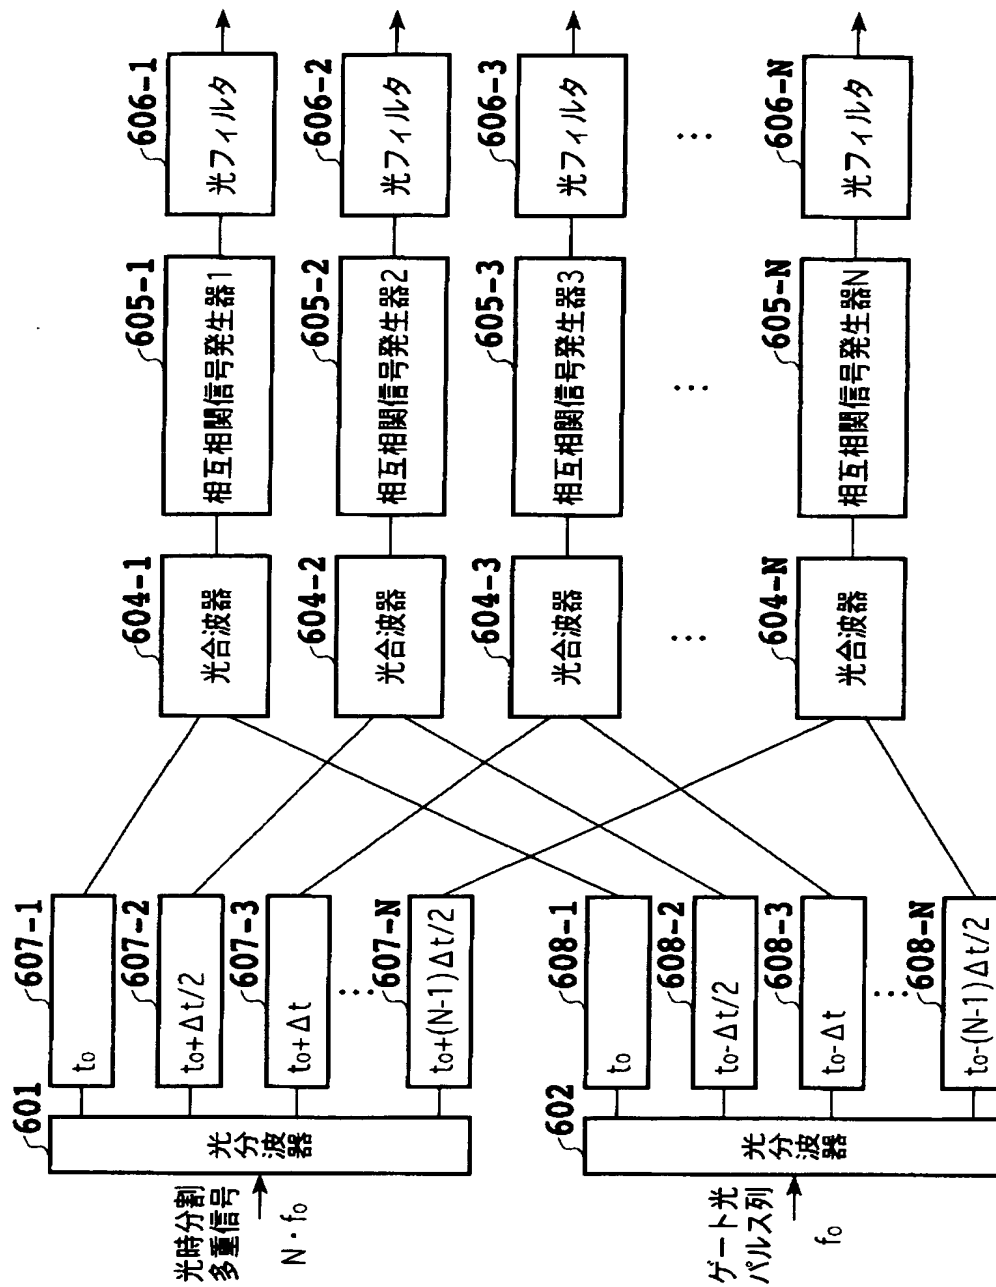 光時分割
多重信号
N・f₀
601
光分波器
607-1
t₀
607-2
t₀+Δt/2
607-3
t₀+Δt
…
607-N
t₀+(N-1)Δt/2
ゲート光
パルス列
f₀
602
光分波器
608-1
t₀
608-2
t₀-Δt/2
608-3
t₀-Δt
…
608-N
t₀-(N-1)Δt/2
604-1
光合波器
604-2
光合波器
604-3
光合波器
…
604-N
光合波器
605-1
相互相関信号発生器1
605-2
相互相関信号発生器2
605-3
相互相関信号発生器3
…
605-N
相互相関信号発生器N
606-1
光フィルタ
606-2
光フィルタ
606-3
光フィルタ
…
606-N
光フィルタ